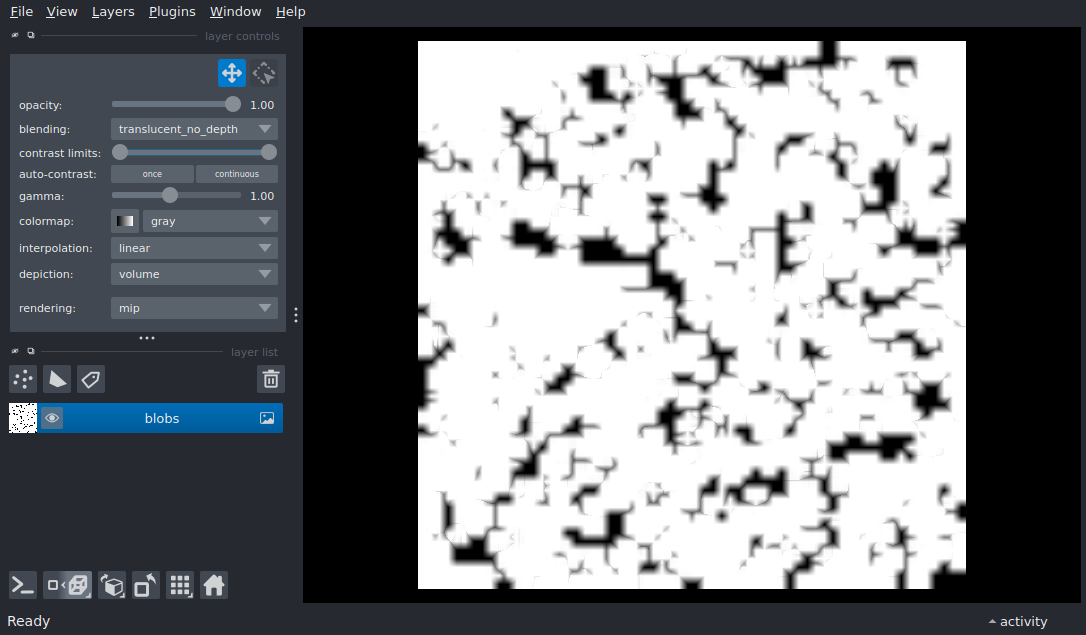 File View Layers Plugins Window Help
layer controls
opacity: 1.00
blending: translucent_no_depth
contrast limits:
auto-contrast: once continuous
gamma: 1.00
colormap: gray
interpolation: linear
depiction: volume
rendering: mip
layer list
blobs
Ready
activity